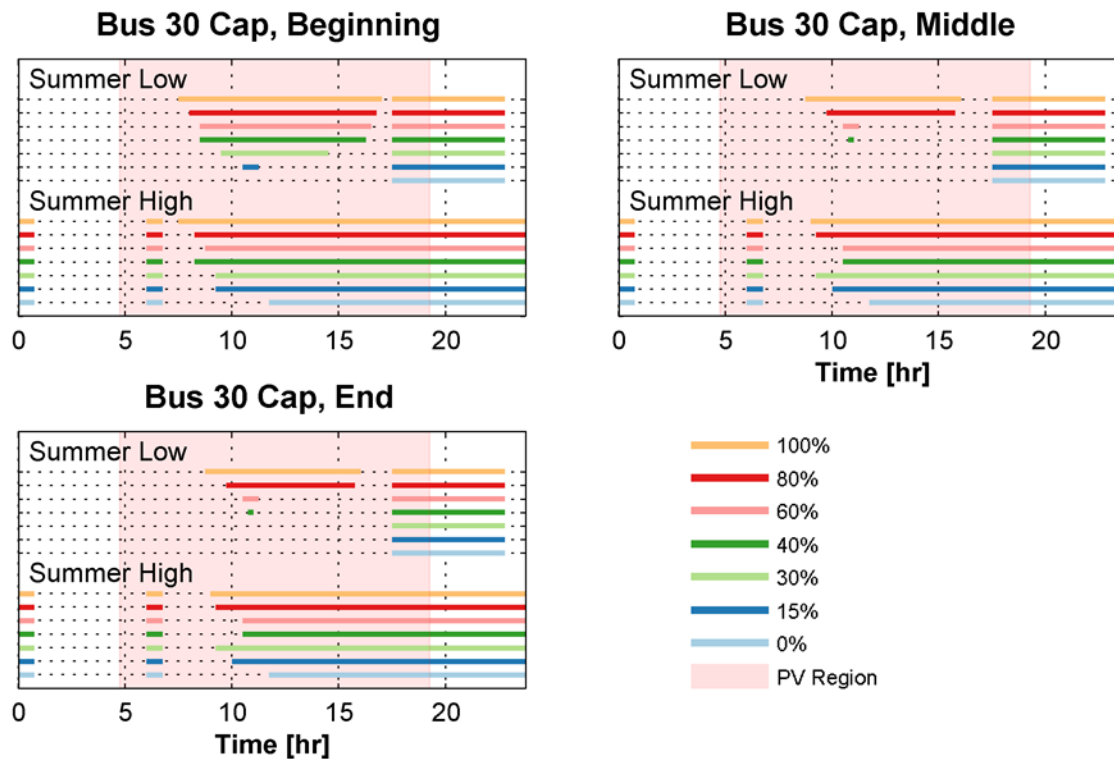 Bus 30 Cap, Beginning
Summer Low
Summer High
0 5 10 15 20
Bus 30 Cap, Middle
Summer Low
Summer High
0 5 10 15 20
Time [hr]
Bus 30 Cap, End
Summer Low
Summer High
0 5 10 15 20
Time [hr]
100%
80%
60%
40%
30%
15%
0%
PV Region